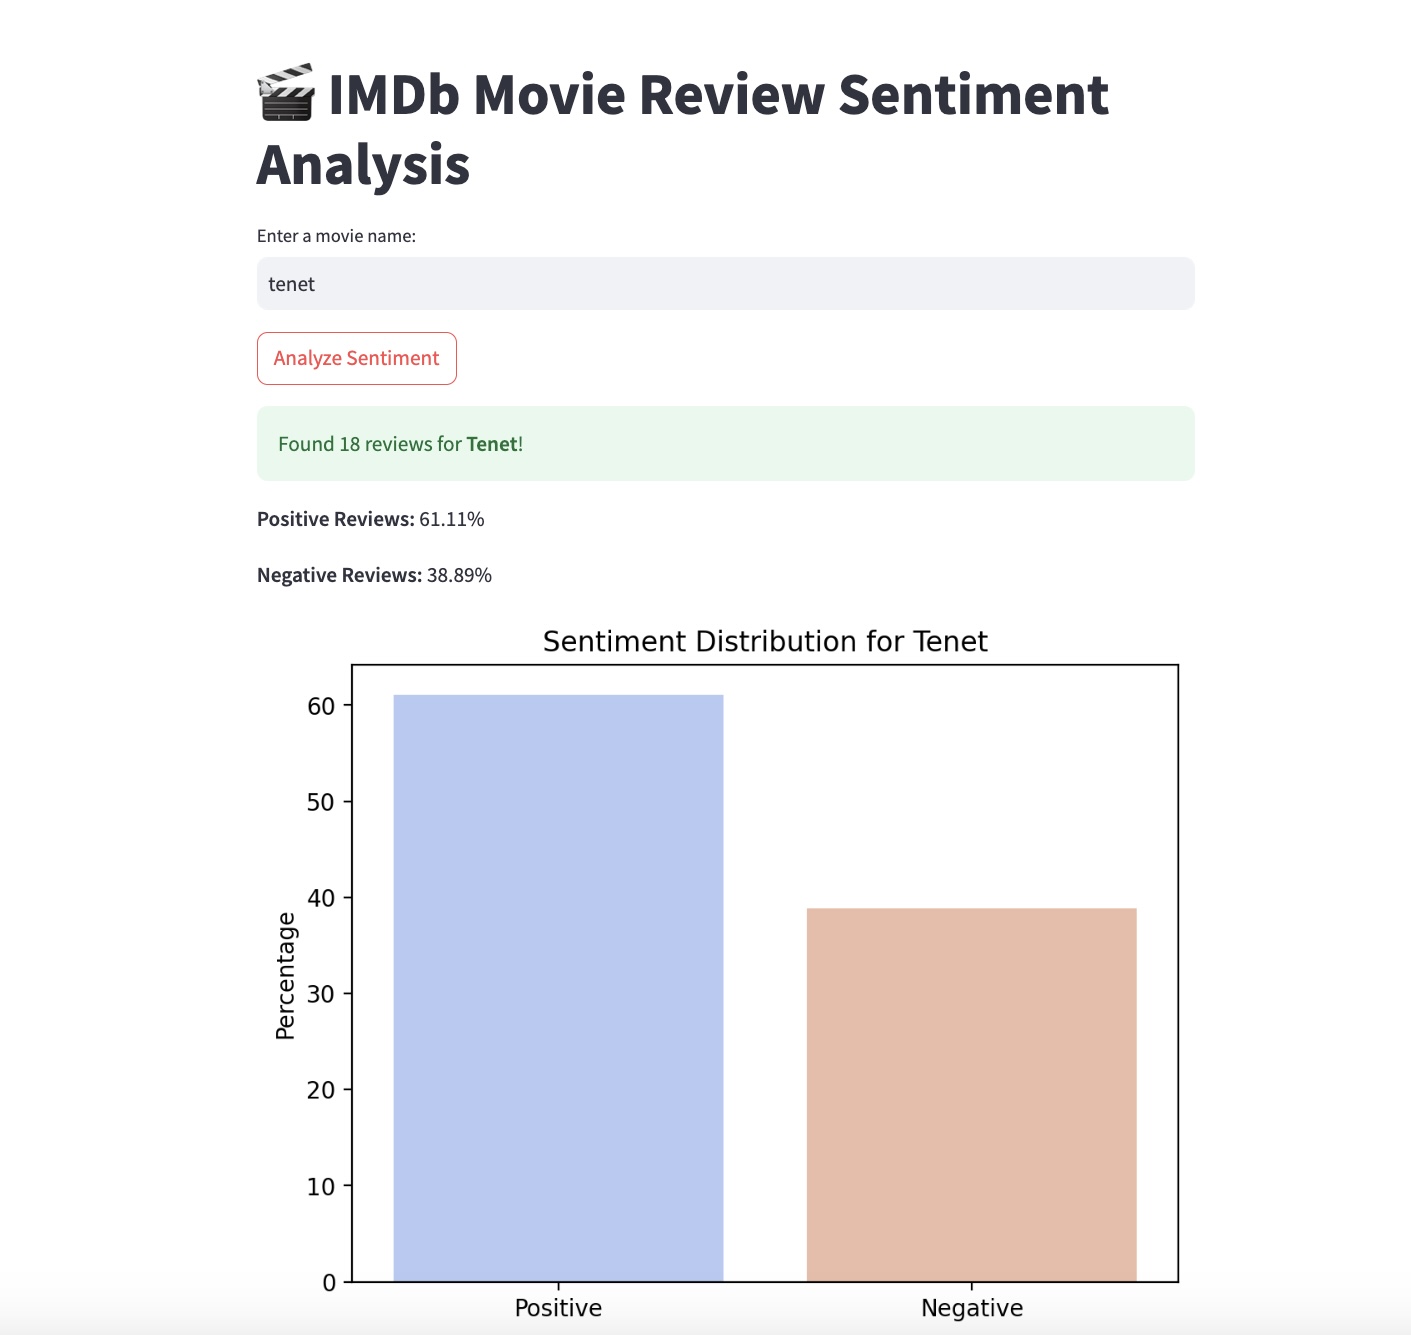 🎬 IMDb Movie Review Sentiment
Analysis
Enter a movie name:
tenet
Analyze Sentiment
Found 18 reviews for Tenet!
Positive Reviews: 61.11%
Negative Reviews: 38.89%
Sentiment Distribution for Tenet
60
50
40
30
20
10
0
Percentage
Positive
Negative